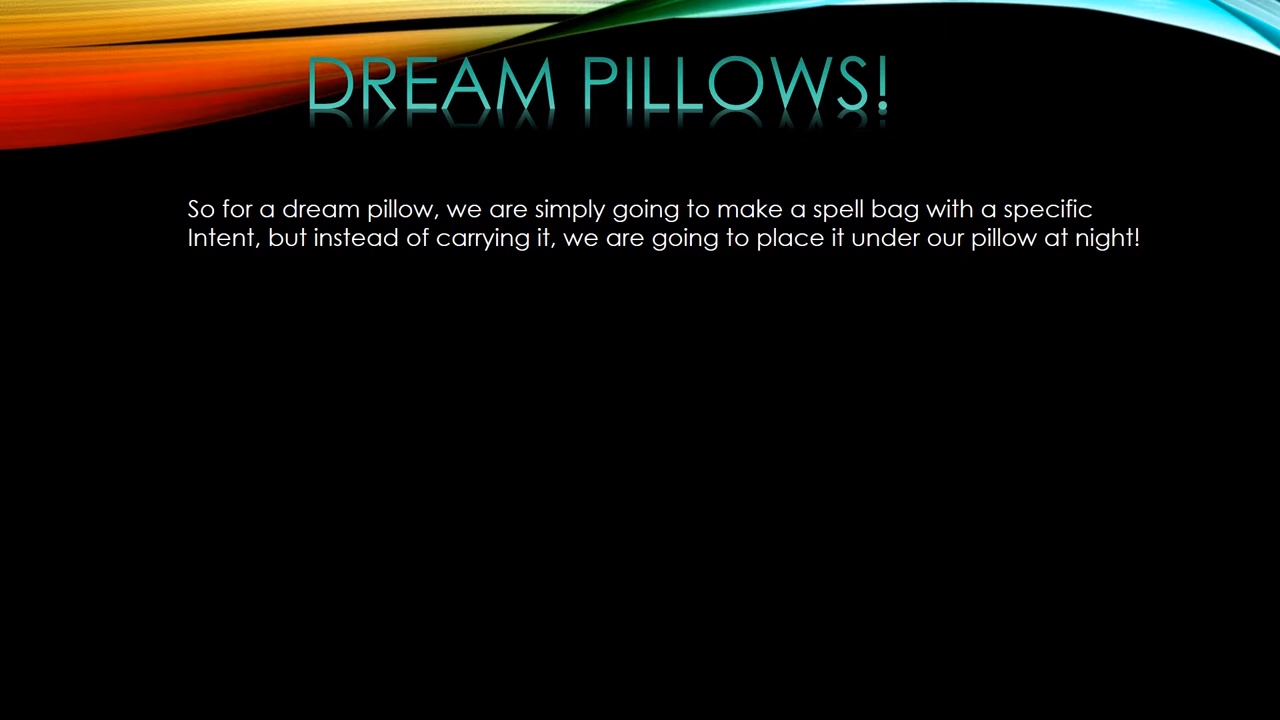 DREAM PILLOWS!
So for a dream pillow, we are simply going to make a spell bag with a specific
Intent, but instead of carrying it, we are going to place it under our pillow at night!